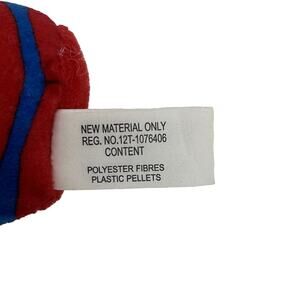 NEW MATERIAL ONLY
REG. NO.12T-1076406
CONTENT
POLYESTER FIBRES
PLASTIC PELLETS